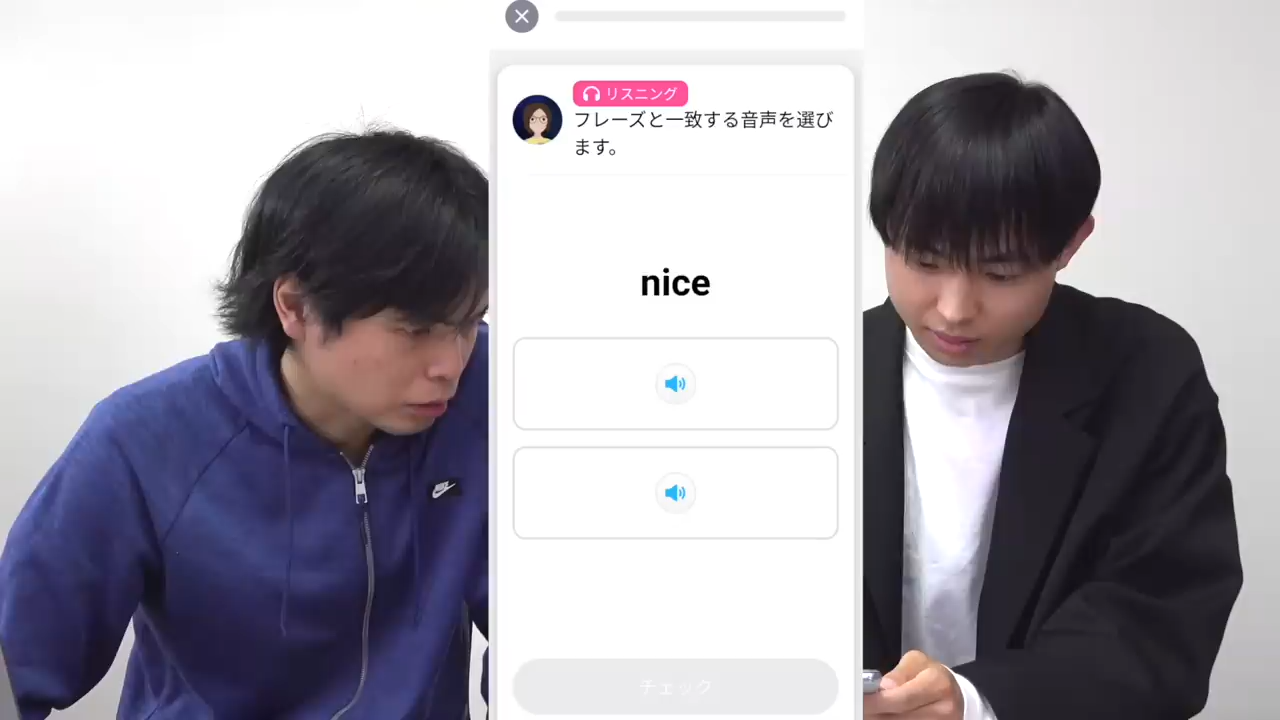 リスニング
フレーズと一致する音声を選び
ます。
nice
チェック